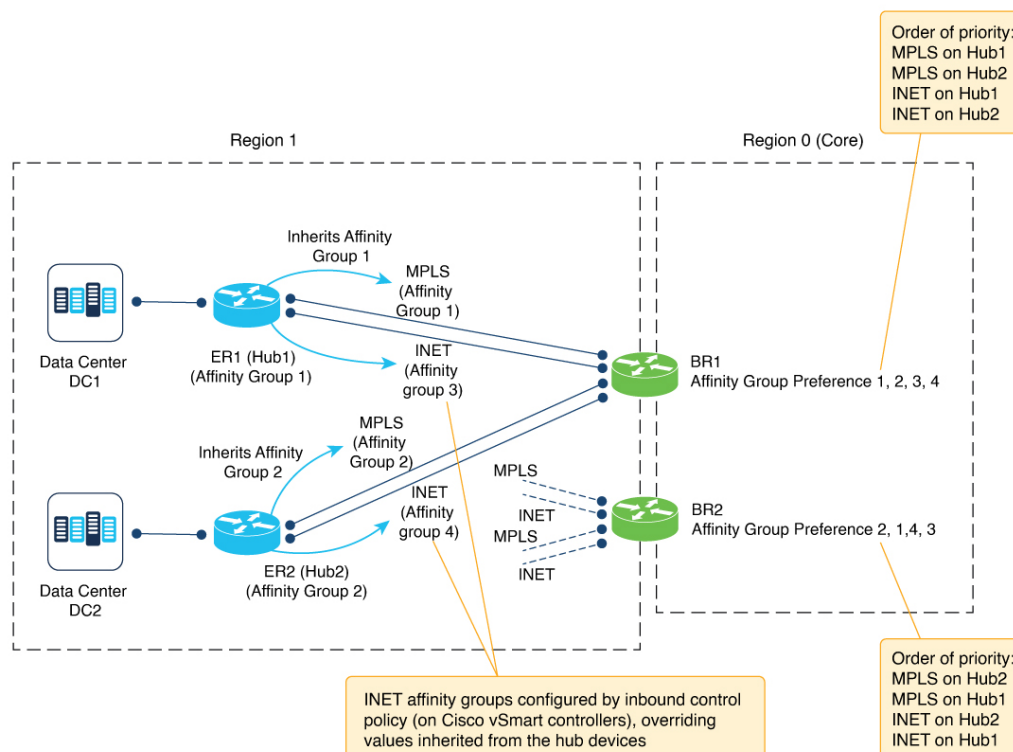 Order of priority:
MPLS on Hub1
MPLS on Hub2
INET on Hub1
INET on Hub2
Region 1
Region 0 (Core)
Inherits Affinity
Group 1
MPLS
(Affinity
Group 1)
Data Center
DC1
ER1 (Hub1)
(Affinity Group 1)
INET
(Affinity
group 3)
BR1
Affinity Group Preference 1, 2, 3, 4
MPLS
(Affinity
Group 2)
Inherits Affinity
Group 2
INET
(Affinity
group 4)
MPLS
INET
MPLS
INET
BR2
Affinity Group Preference 2, 1,4, 3
Data Center
DC2
ER2 (Hub2)
(Affinity Group 2)
INET affinity groups configured by inbound control
policy (on Cisco vSmart controllers), overriding
values inherited from the hub devices
Order of priority:
MPLS on Hub2
MPLS on Hub1
INET on Hub2
INET on Hub1